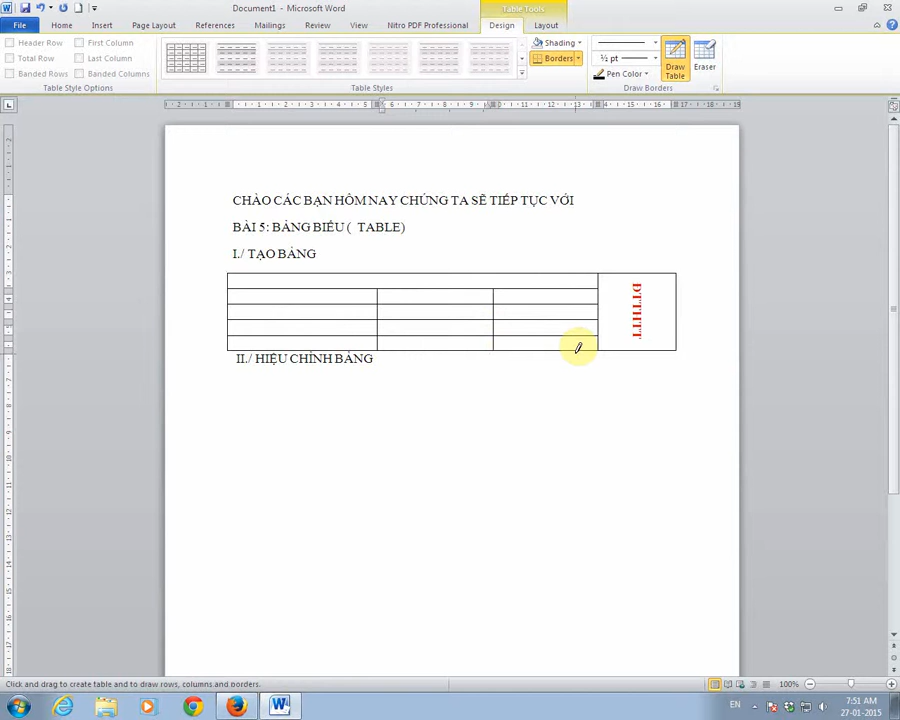 Document1 - Microsoft Word
Table Tools
File Home Insert Page Layout References Mailings Review View Nitro PDF Professional Design Layout
Header Row First Column
Total Row Last Column
Banded Rows Banded Columns
Table Style Options
Table Styles
Shading
Borders
½ pt
Pen Color
Draw Table
Eraser
Draw Borders
CHÀO CÁC BẠN HÔM NAY CHÚNG TA SẼ TIẾP TỤC VỚI
BÀI 5: BẢNG BIỂU ( TABLE)
I./ TẠO BẢNG
II./ HIỆU CHỈNH BẢNG
Click and drag to create table and to draw rows, columns and borders.
100%
EN
7:51 AM
27-01-2015